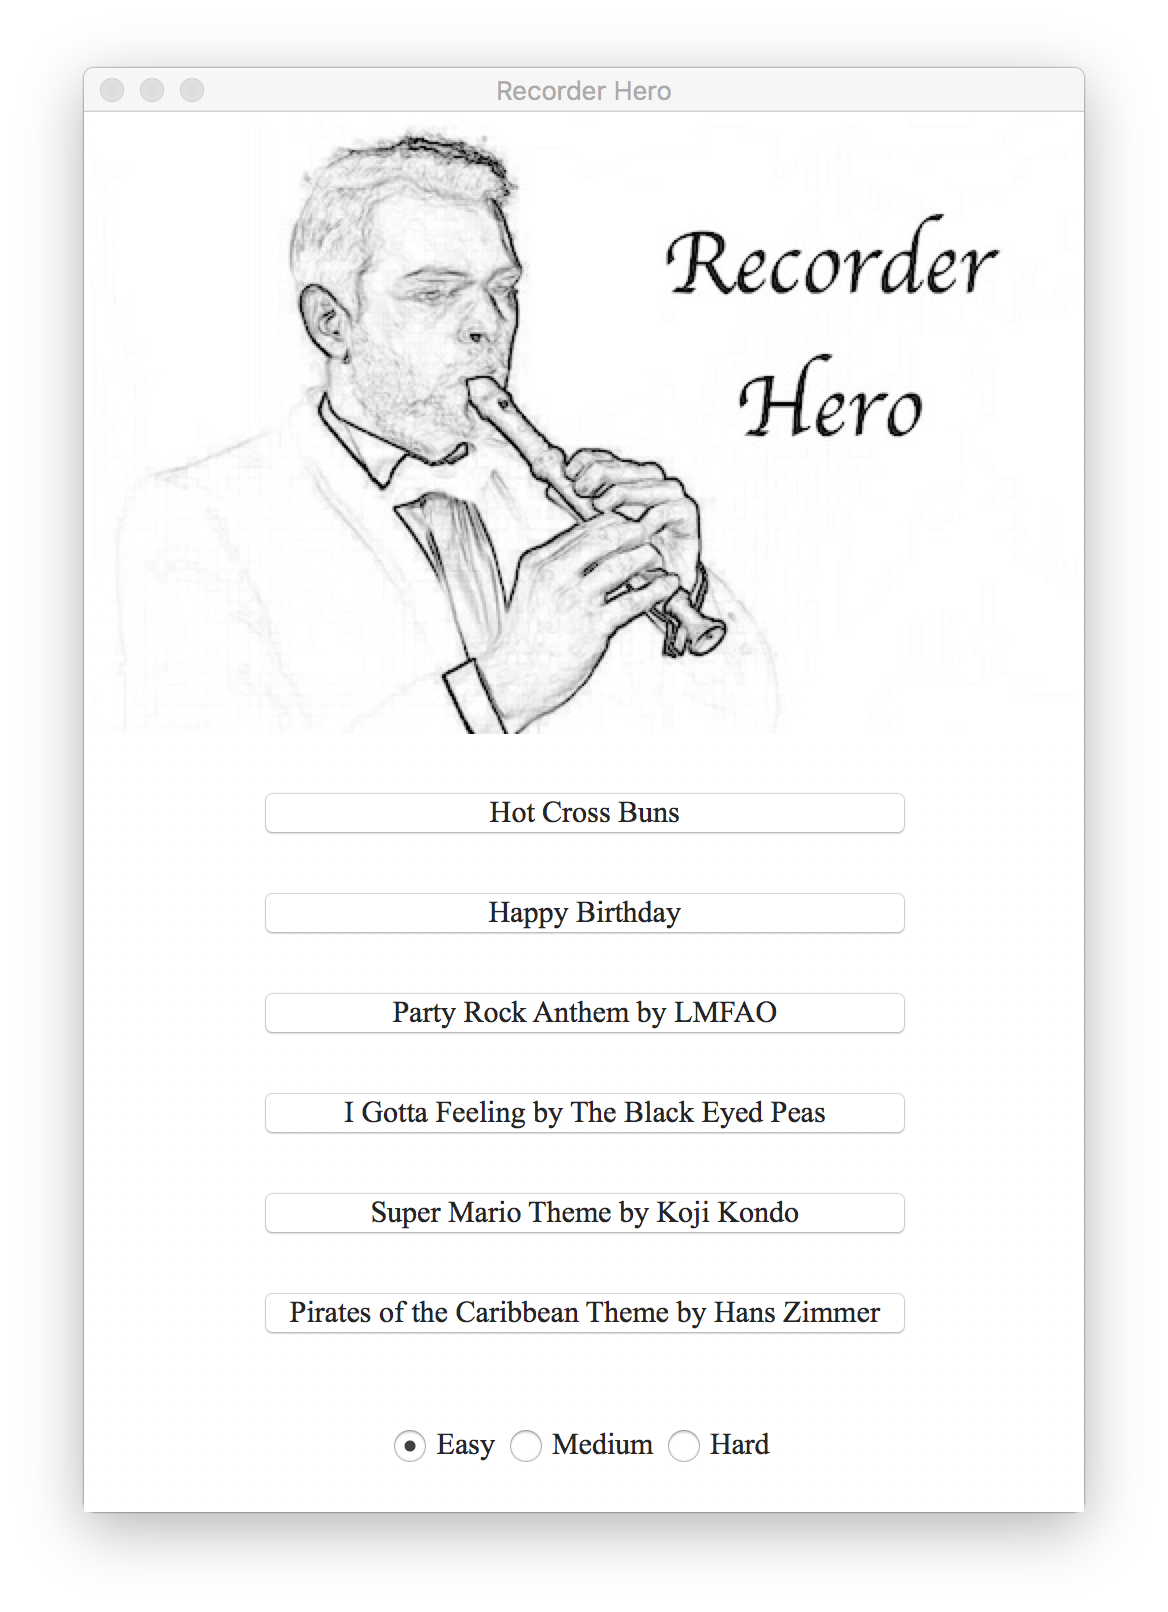 Recorder Hero
Recorder
Hero
Hot Cross Buns
Happy Birthday
Party Rock Anthem by LMFAO
I Gotta Feeling by The Black Eyed Peas
Super Mario Theme by Koji Kondo
Pirates of the Caribbean Theme by Hans Zimmer
Easy Medium Hard